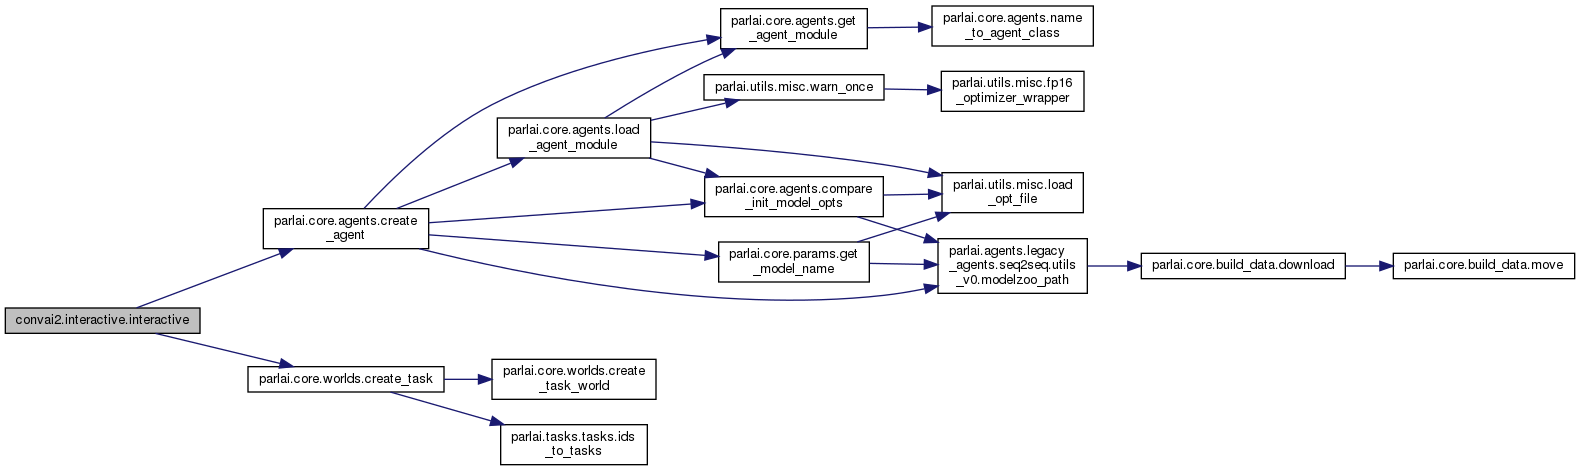 convai2.interactive.interactive
parlai.core.agents.create
_agent
parlai.core.worlds.create_task
parlai.core.agents.load
_agent_module
parlai.core.worlds.create
_task_world
parlai.tasks.tasks.ids
_to_tasks
parlai.core.agents.get
_agent_module
parlai.utils.misc.warn_once
parlai.core.agents.compare
_init_model_opts
parlai.core.params.get
_model_name
parlai.core.agents.name
_to_agent_class
parlai.utils.misc.fp16
_optimizer_wrapper
parlai.utils.misc.load
_opt_file
parlai.agents.legacy
_agents.seq2seq.utils
_v0.modelzoo_path
parlai.core.build_data.download
parlai.core.build_data.move